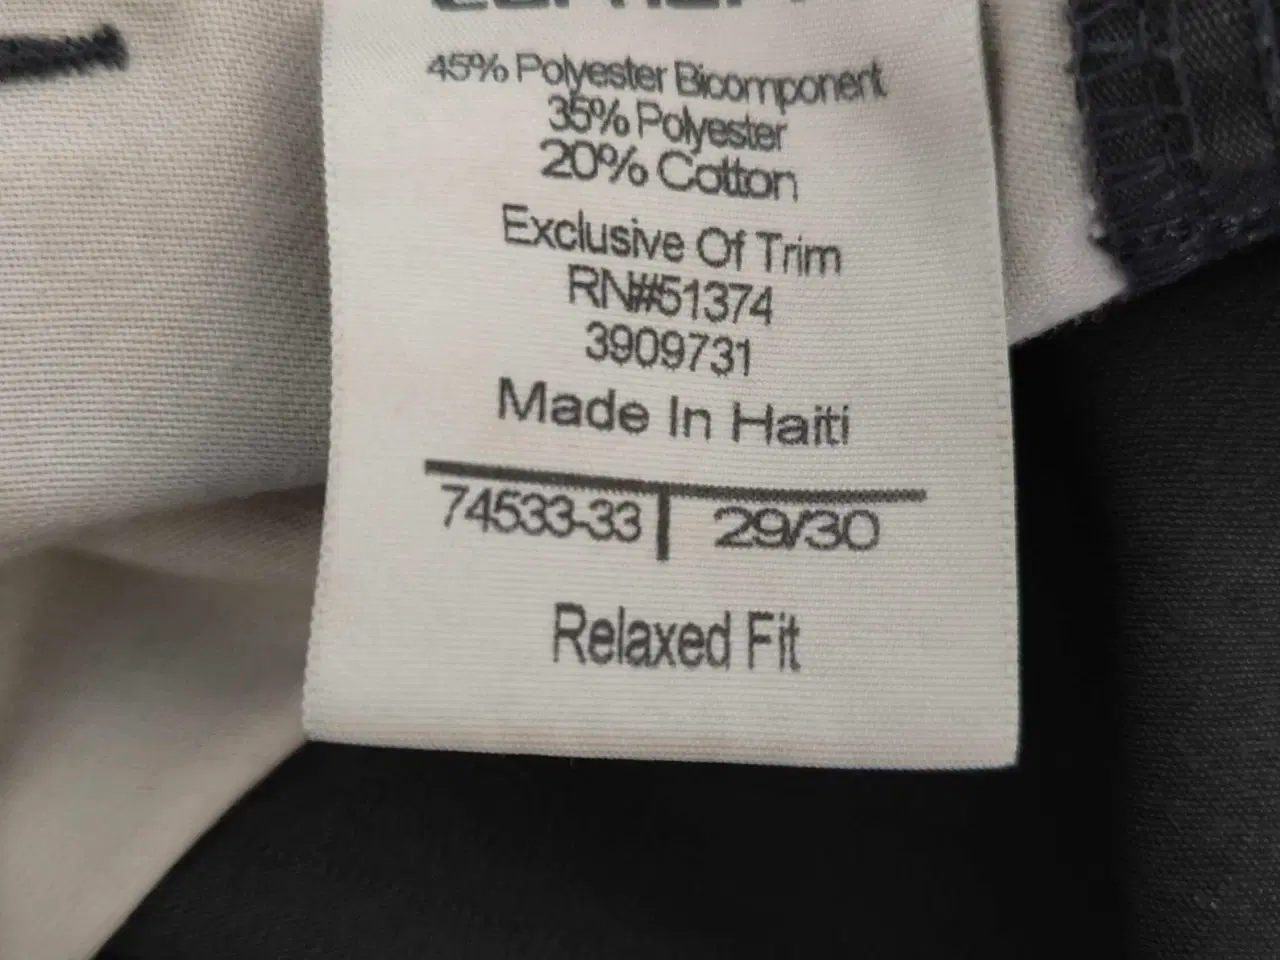 45% Polyester Bicomponent
35% Polyester
20% Cotton
Exclusive Of Trim
RN#51374
3909731
Made In Haiti
74533-33 29/30
Relaxed Fit